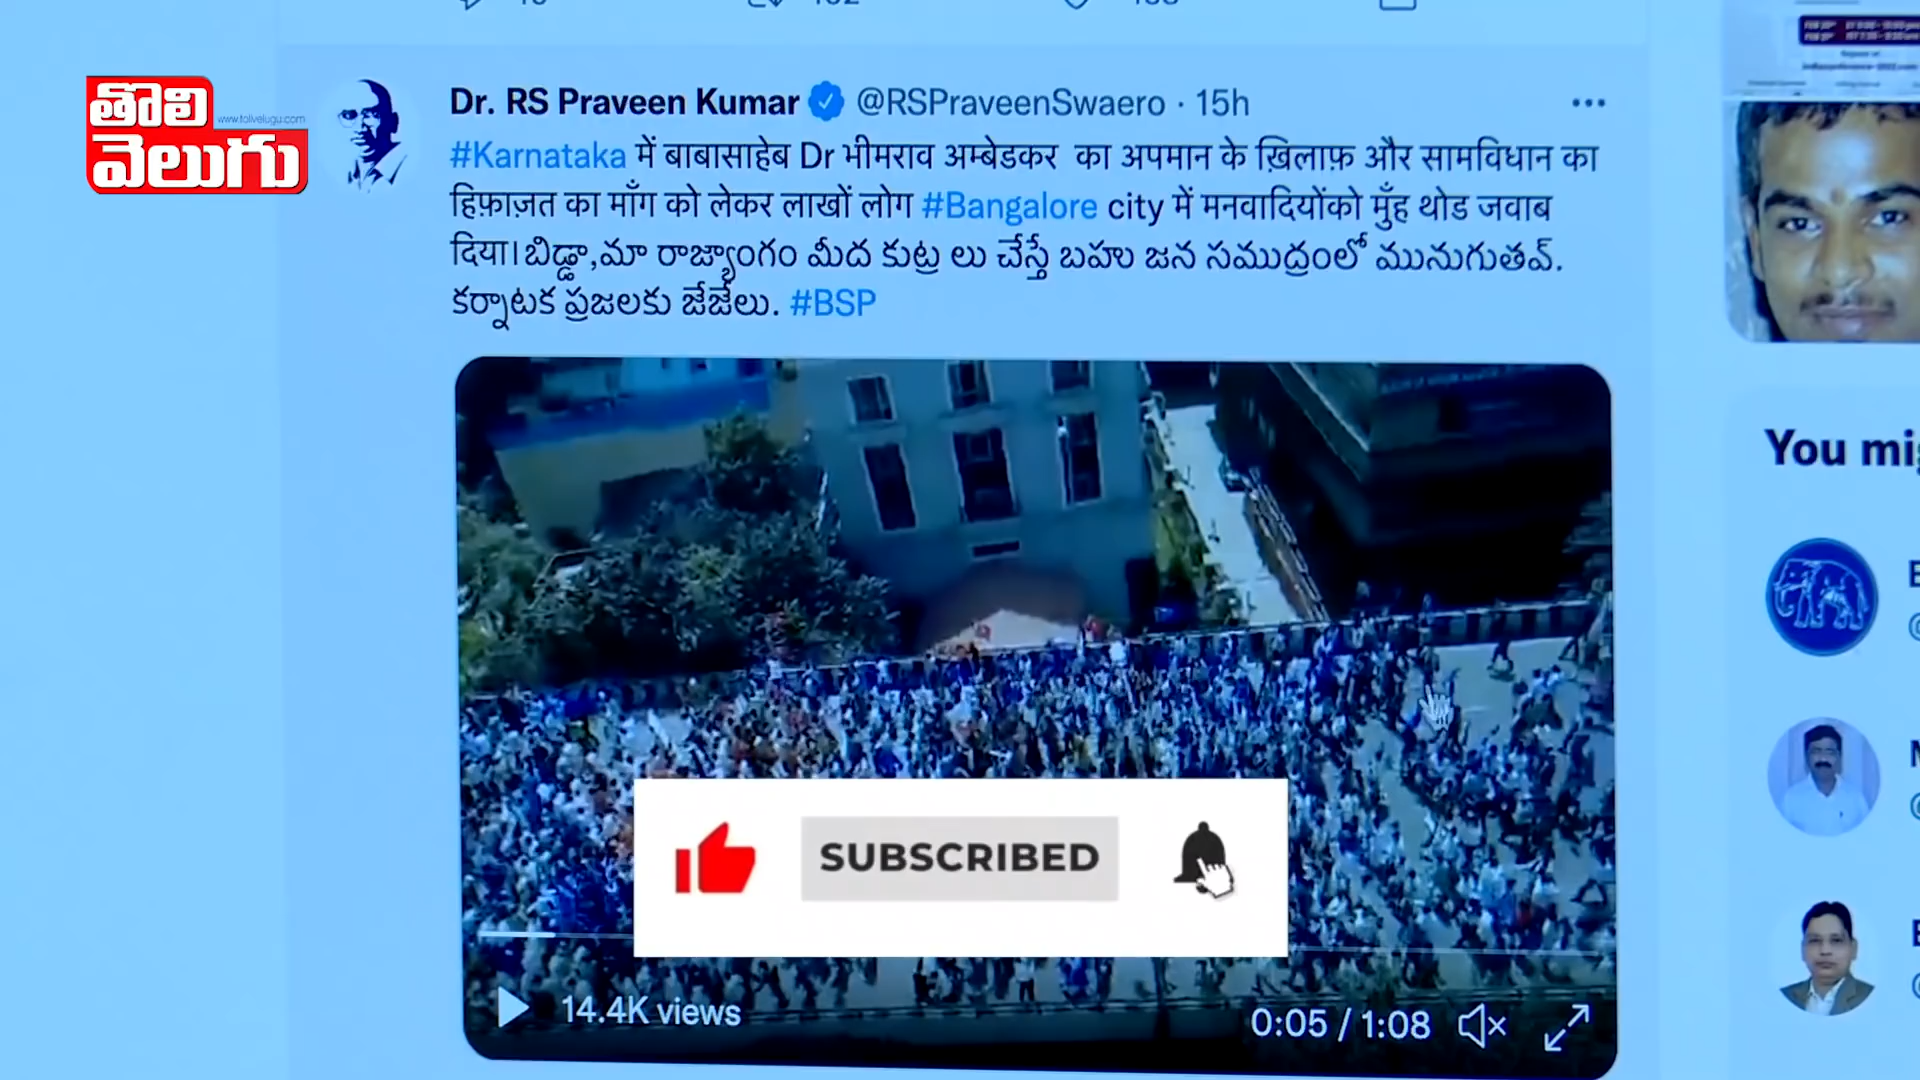 తొలి
www.tolivelugu.com
వెలుగు
Dr. RS Praveen Kumar @RSPraveenSwaero · 15h
#Karnataka में बाबासाहेब Dr भीमराव अम्बेडकर का अपमान के ख़िलाफ़ और सामविधान का
हिफ़ाज़त का माँग को लेकर लाखों लोग #Bangalore city में मनवादियोंको मुँह थोड जवाब
दिया।బిడ్డా,మా రాజ్యాంగం మీద కుట్ర లు చేస్తే బహు జన సముద్రంలో మునుగుతవ్.
కర్నాటక ప్రజలకు జేజేలు. #BSP
You mi
SUBSCRIBED
14.4K views
0:05 / 1:08